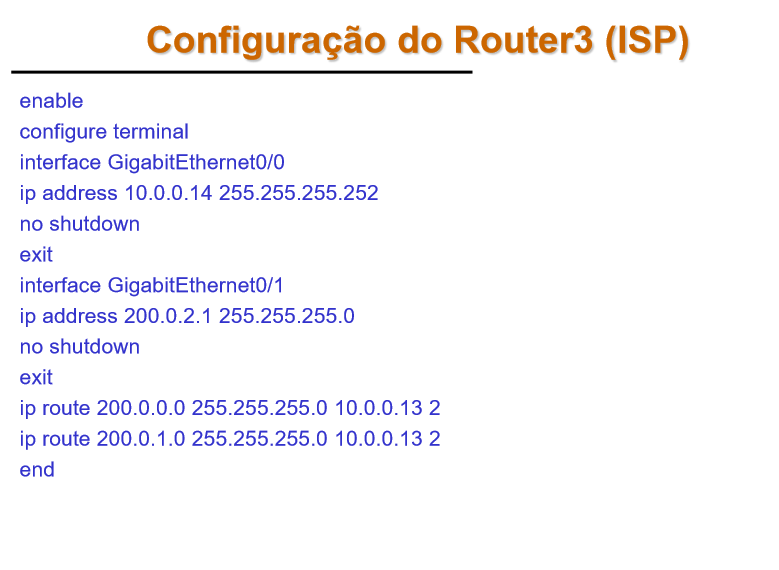 Configuração do Router3 (ISP)
enable
configure terminal
interface GigabitEthernet0/0
ip address 10.0.0.14 255.255.255.252
no shutdown
exit
interface GigabitEthernet0/1
ip address 200.0.2.1 255.255.255.0
no shutdown
exit
ip route 200.0.0.0 255.255.255.0 10.0.0.13 2
ip route 200.0.1.0 255.255.255.0 10.0.0.13 2
end